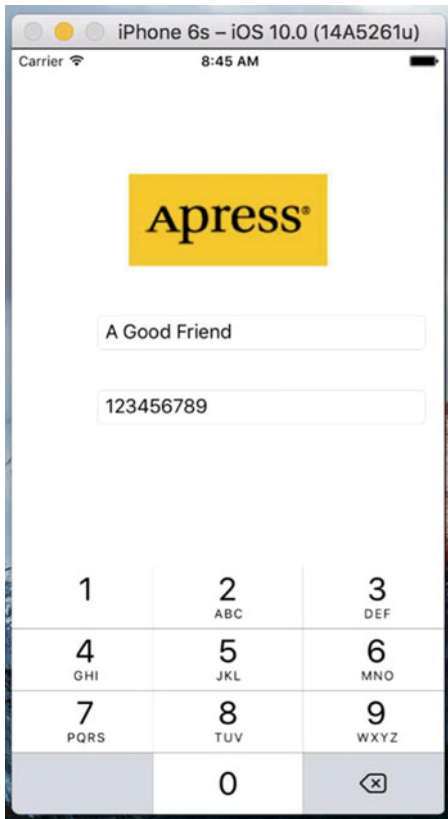 iPhone 6s – iOS 10.0 (14A5261u)
Carrier 8:45 AM
Apress®
A Good Friend
123456789
1 2 3
ABC DEF
4 5 6
GHI JKL MNO
7 8 9
PQRS TUV WXYZ
0